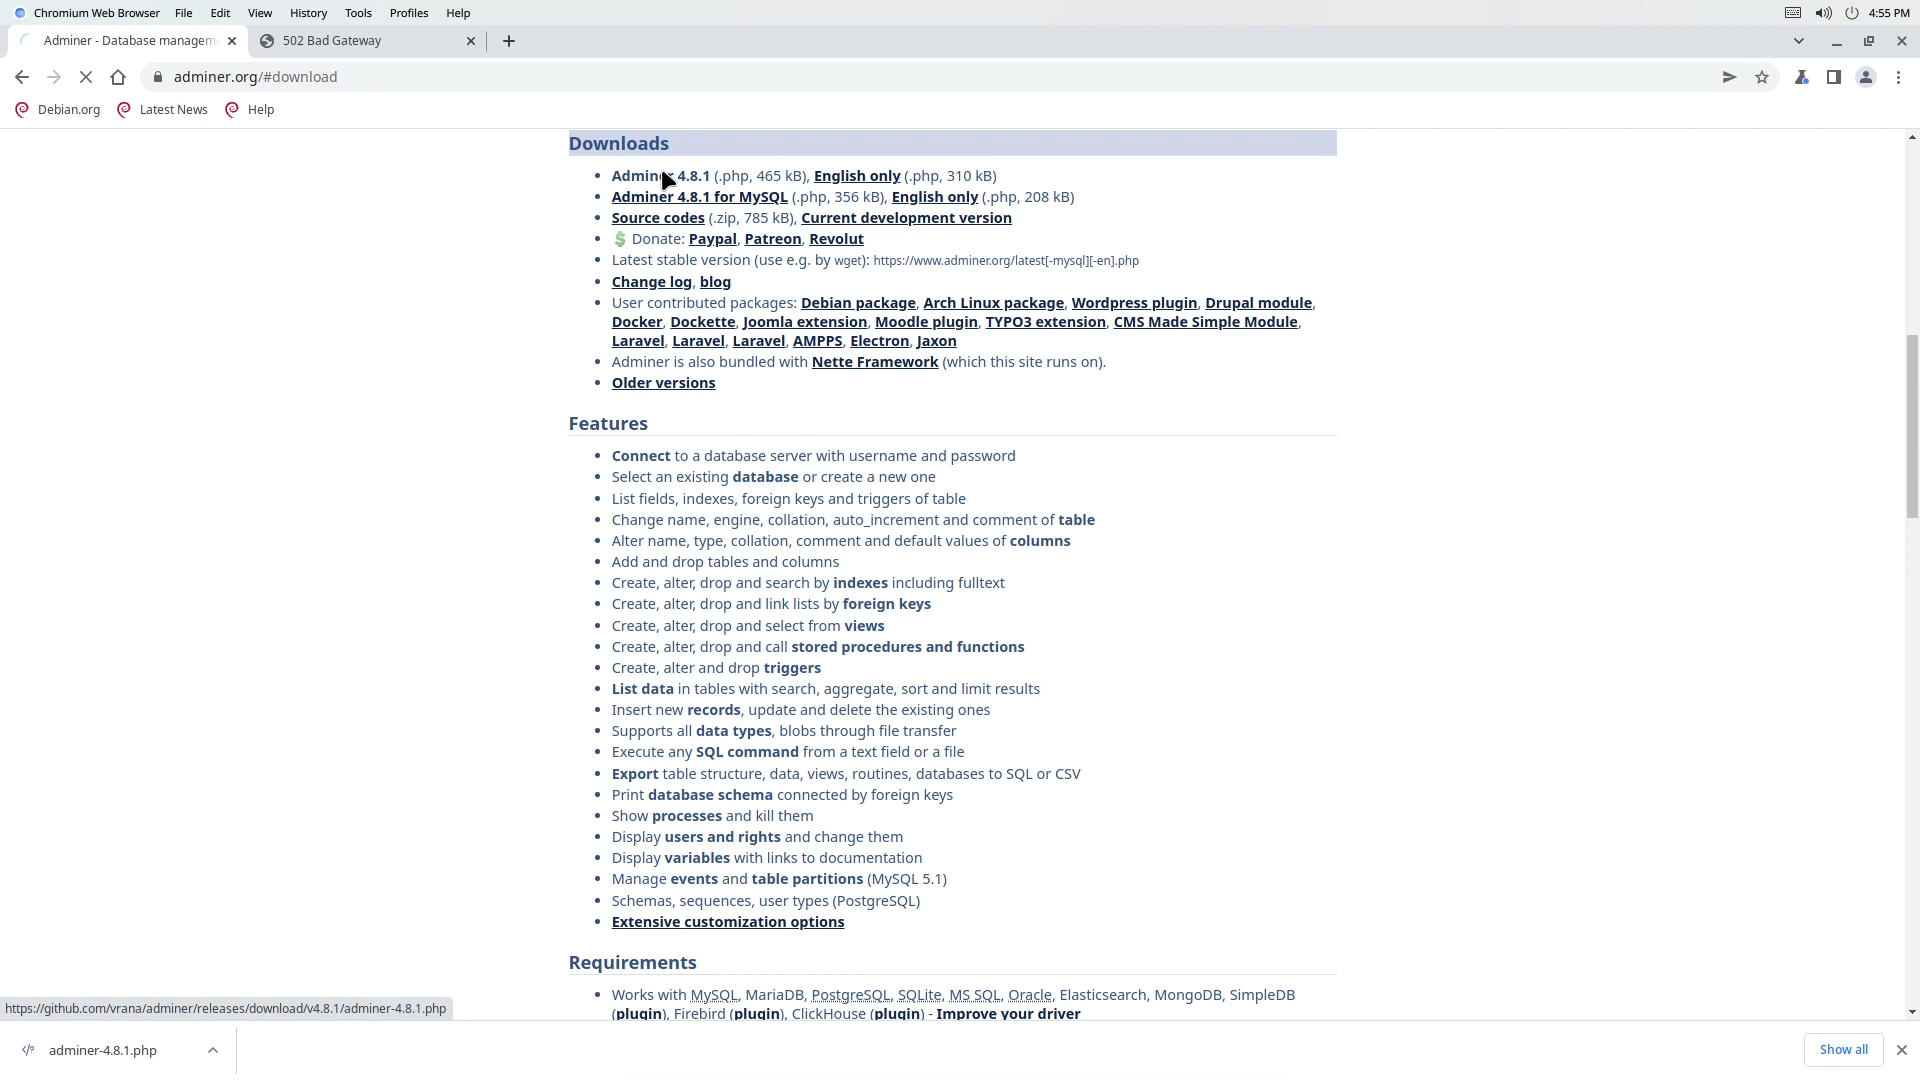 Chromium Web Browser File Edit View History Tools Profiles Help 4:55 PM
Adminer - Database managem 502 Bad Gateway
adminer.org/#download
Debian.org Latest News Help
Downloads
• Adminer 4.8.1 (.php, 465 kB), English only (.php, 310 kB)
• Adminer 4.8.1 for MySQL (.php, 356 kB), English only (.php, 208 kB)
• Source codes (.zip, 785 kB), Current development version
• Donate: Paypal, Patreon, Revolut
• Latest stable version (use e.g. by wget): https://www.adminer.org/latest[-mysql][-en].php
• Change log, blog
• User contributed packages: Debian package, Arch Linux package, Wordpress plugin, Drupal module,
Docker, Dockette, Joomla extension, Moodle plugin, TYPO3 extension, CMS Made Simple Module,
Laravel, Laravel, Laravel, AMPPS, Electron, Jaxon
• Adminer is also bundled with Nette Framework (which this site runs on).
• Older versions
Features
• Connect to a database server with username and password
• Select an existing database or create a new one
• List fields, indexes, foreign keys and triggers of table
• Change name, engine, collation, auto_increment and comment of table
• Alter name, type, collation, comment and default values of columns
• Add and drop tables and columns
• Create, alter, drop and search by indexes including fulltext
• Create, alter, drop and link lists by foreign keys
• Create, alter, drop and select from views
• Create, alter, drop and call stored procedures and functions
• Create, alter and drop triggers
• List data in tables with search, aggregate, sort and limit results
• Insert new records, update and delete the existing ones
• Supports all data types, blobs through file transfer
• Execute any SQL command from a text field or a file
• Export table structure, data, views, routines, databases to SQL or CSV
• Print database schema connected by foreign keys
• Show processes and kill them
• Display users and rights and change them
• Display variables with links to documentation
• Manage events and table partitions (MySQL 5.1)
• Schemas, sequences, user types (PostgreSQL)
• Extensive customization options
Requirements
• Works with MySQL, MariaDB, PostgreSQL, SQLite, MS SQL, Oracle, Elasticsearch, MongoDB, SimpleDB
(plugin), Firebird (plugin), ClickHouse (plugin) - Improve your driver
https://github.com/vrana/adminer/releases/download/v4.8.1/adminer-4.8.1.php
adminer-4.8.1.php Show all